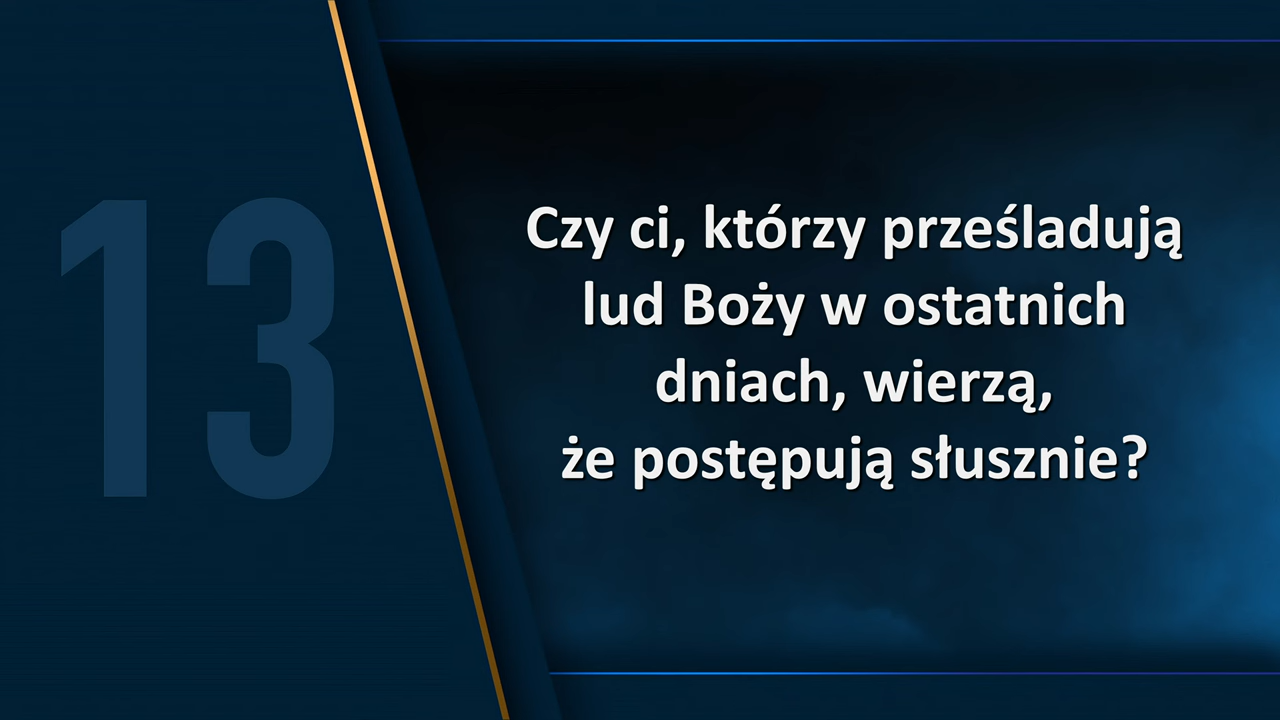 13
Czy ci, którzy prześladują
lud Boży w ostatnich
dniach, wierzą,
że postępują słusznie?